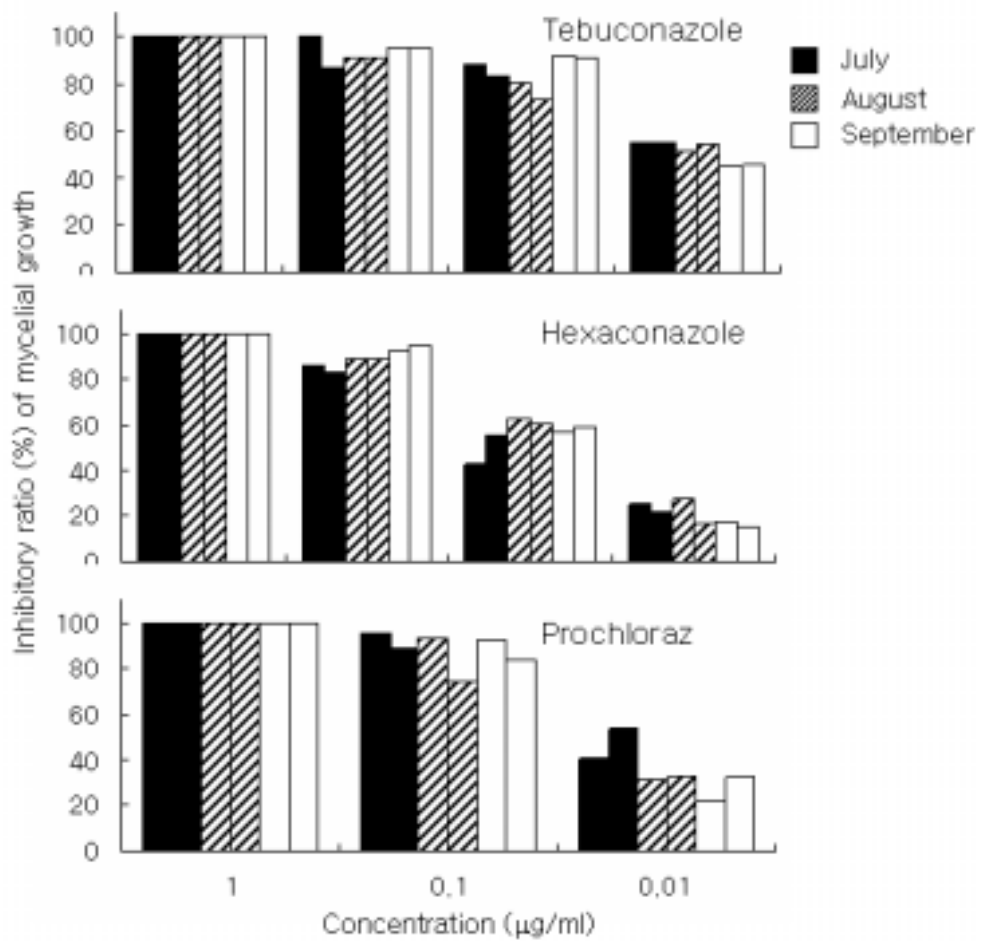 Tebuconazole
July
August
September
100
80
60
40
20
0
Hexaconazole
100
80
60
40
20
0
Prochloraz
100
80
60
40
20
0
Inhibitory ratio (%) of mycelial growth
1 0,1 0,01
Concentration (μg/ml)